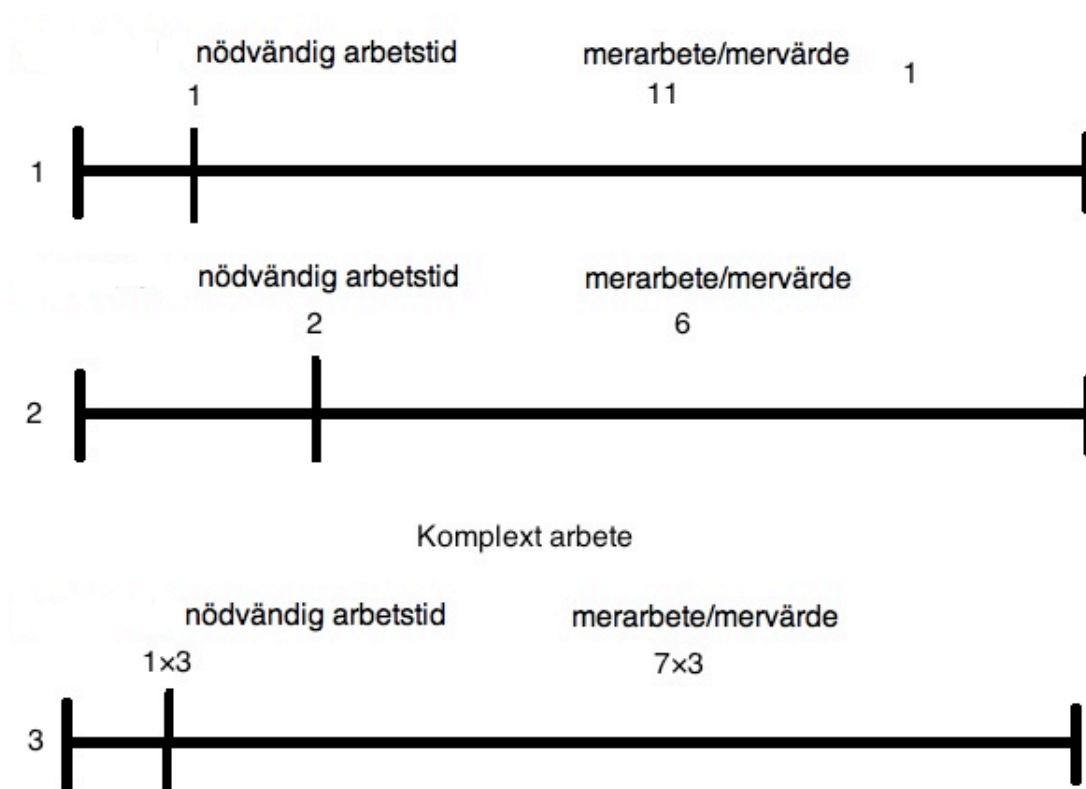 nödvändig arbetstid merarbete/mervärde 1
1 11
1
nödvändig arbetstid merarbete/mervärde
2 6
2
Komplext arbete
nödvändig arbetstid merarbete/mervärde
1×3 7×3
3